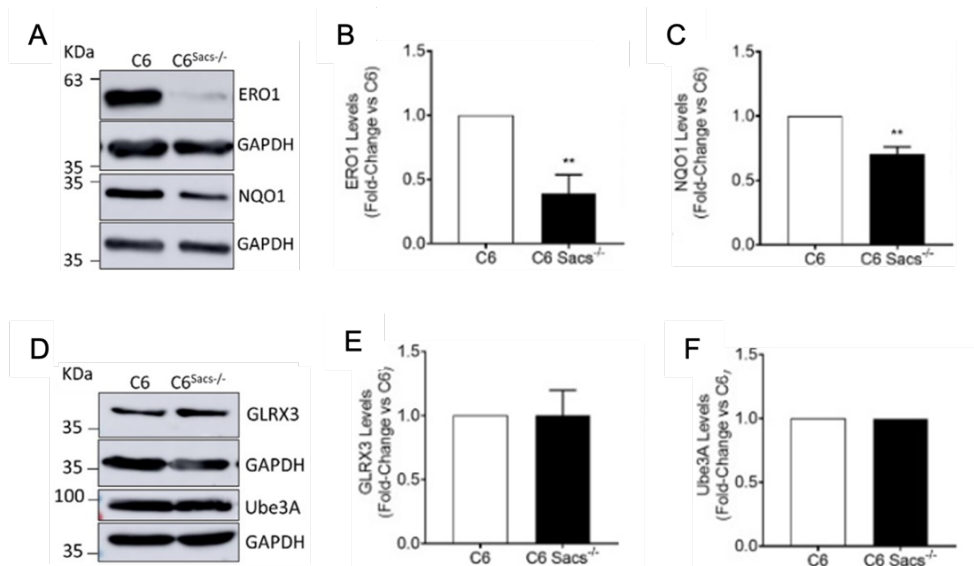 A
KDa
C6 C6Sacs-/-
63
ERO1
GAPDH
35
35
NQO1
GAPDH
35
B
ERO1 Levels
(Fold-Change vs C6)
1.5
1.0
0.5
0.0
**
C6 C6 Sacs-/-
C
NQO1 Levels
(Fold-Change vs C6)
1.5
1.0
0.5
0.0
**
C6 C6 Sacs-/-
D
KDa
C6 C6Sacs-/-
GLRX3
35
GAPDH
35
100
Ube3A
GAPDH
35
E
GLRX3 Levels
(Fold-Change vs C6)
1.5
1.0
0.5
0.0
C6 C6 Sacs-/-
F
Ube3A Levels
(Fold-Change vs C6)
1.5
1.0
0.5
0.0
C6 C6 Sacs-/-